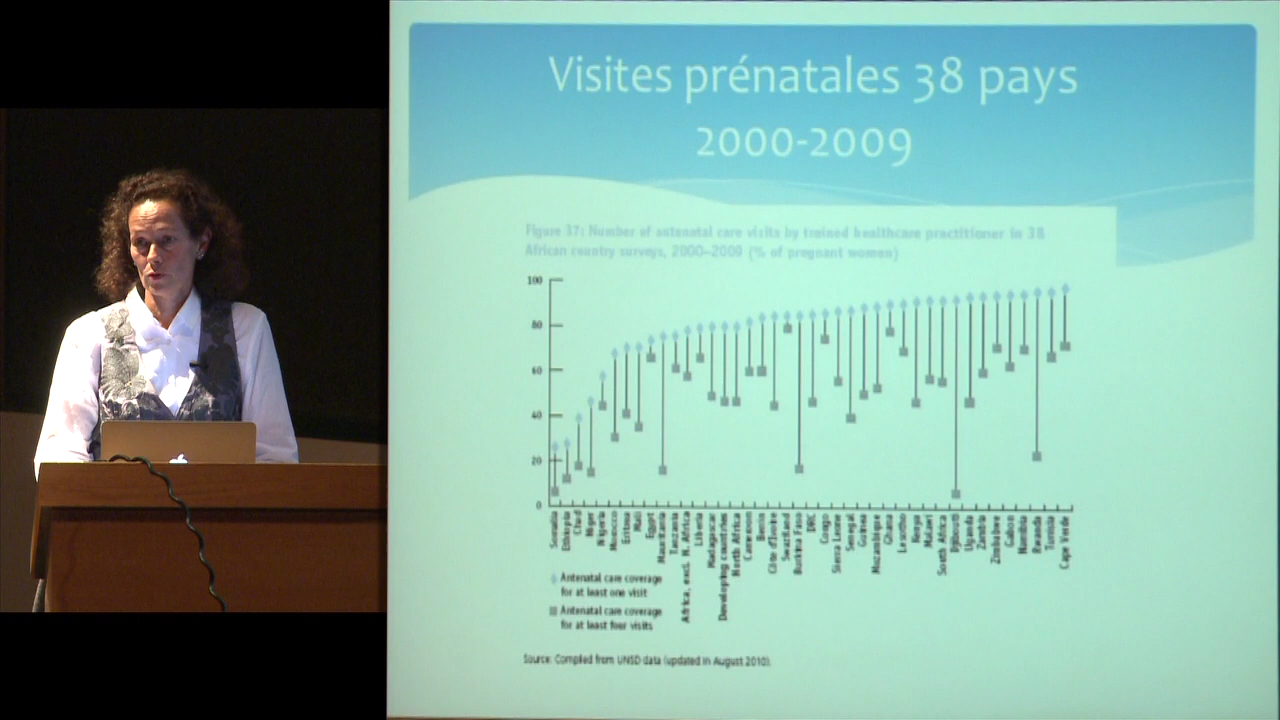 Visites prénatales 38 pays
2000-2009
Figure 37: Number of antenatal care visits by trained healthcare practitioner in 38
African country surveys, 2000–2009 (% of pregnant women)
100
80
60
40
20
0
Somalia
Ethiopia
Chad
Niger
Nigeria
Morocco
Eritrea
Mali
Egypt
Mauritania
Tanzania
Africa, excl. N. Africa
Liberia
Madagascar
Developing countries
North Africa
Cameroon
Benin
Côte d'Ivoire
Swaziland
Burkina Faso
DRC
Congo
Sierra Leone
Senegal
Guinea
Mozambique
Ghana
Lesotho
Kenya
Malawi
South Africa
Djibouti
Uganda
Zambia
Zimbabwe
Gabon
Namibia
Rwanda
Tunisia
Cape Verde
Antenatal care coverage
for at least one visit
Antenatal care coverage
for at least four visits
Source: Compiled from UNSD data (updated in August 2010).